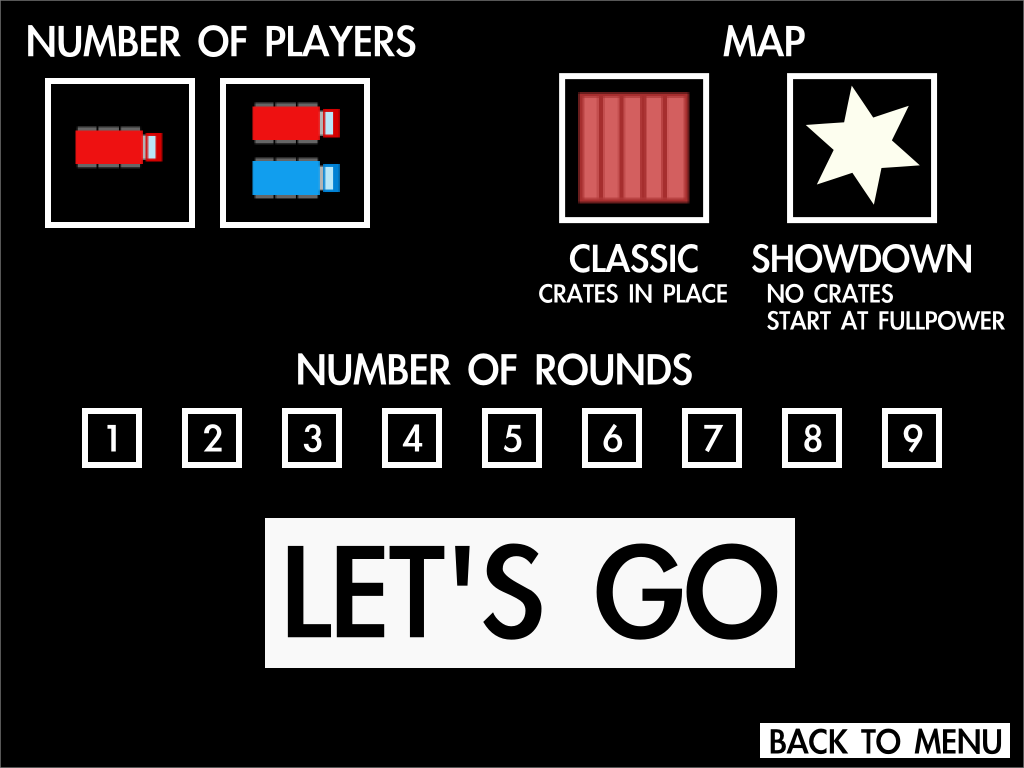 NUMBER OF PLAYERS
MAP
CLASSIC
CRATES IN PLACE
SHOWDOWN
NO CRATES
START AT FULLPOWER
NUMBER OF ROUNDS
1 2 3 4 5 6 7 8 9
LET'S GO
BACK TO MENU